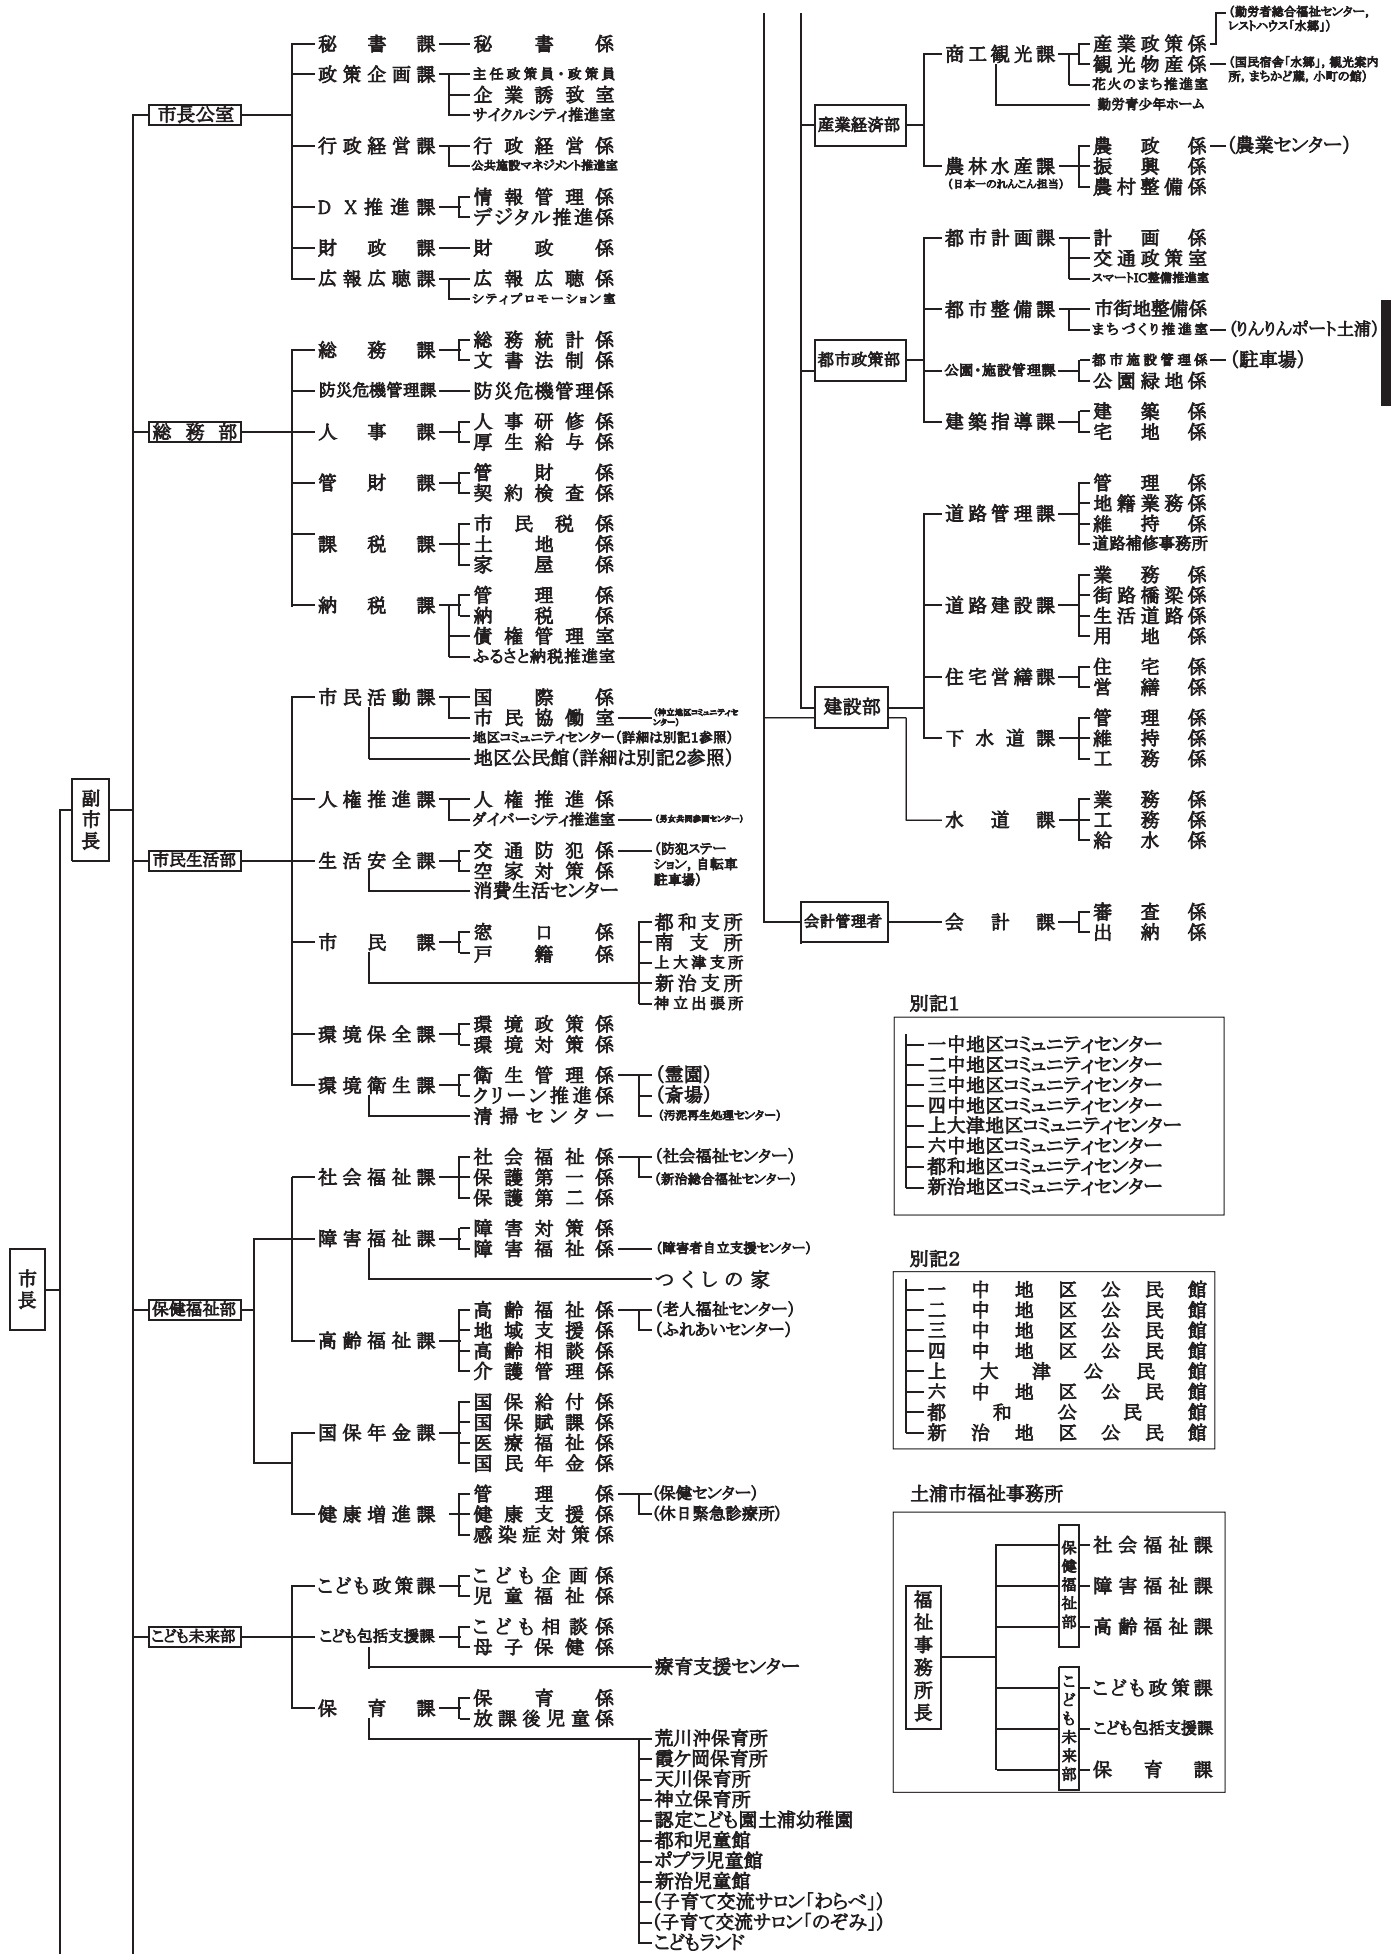 市長
副市長
市長公室
秘書課
秘書係
政策企画課
主任政策員・政策員
企業誘致室
サイクルシティ推進室
行政経営課
行政経営係
公共施設マネジメント推進室
DX推進課
情報管理係
デジタル推進係
財政課
財政係
広報広聴課
広報広聴係
シティプロモーション室
総務部
総務課
総務統計係
文書法制係
防災危機管理課
防災危機管理係
人事課
人事研修係
厚生給与係
管財課
管財係
契約検査係
課税課
市民税係
土地係
家屋係
納税課
管理係
納税係
債権管理室
ふるさと納税推進室
市民生活部
市民活動課
国際係
市民協働室
(神立地区コミュニティセ
ンター)
地区コミュニティセンター(詳細は別記1参照)
地区公民館(詳細は別記2参照)
人権推進課
人権推進係
ダイバーシティ推進室
(男女共同参画センター)
生活安全課
交通防犯係
(防犯ステー
ション,自転車
駐車場)
空家対策係
消費生活センター
市民課
窓口係
戸籍係
都和支所
南支所
上大津支所
新治支所
神立出張所
環境保全課
環境政策係
環境対策係
環境衛生課
衛生管理係
(霊園)
(斎場)
(汚泥再生処理センター)
クリーン推進係
清掃センター
保健福祉部
社会福祉課
社会福祉係
(社会福祉センター)
(新治総合福祉センター)
保護第一係
保護第二係
障害福祉課
障害対策係
障害福祉係
(障害者自立支援センター)
つくしの家
高齢福祉課
高齢福祉係
(老人福祉センター)
(ふれあいセンター)
地域支援係
高齢相談係
介護管理係
国保年金課
国保給付係
国保賦課係
医療福祉係
国民年金係
健康増進課
管理係
(保健センター)
(休日緊急診療所)
健康支援係
感染症対策係
こども未来部
こども政策課
こども企画係
児童福祉係
こども包括支援課
こども相談係
母子保健係
療育支援センター
保育課
保育係
放課後児童係
荒川沖保育所
霞ケ岡保育所
天川保育所
神立保育所
認定こども園土浦幼稚園
都和児童館
ポプラ児童館
新治児童館
(子育て交流サロン「わらべ」)
(子育て交流サロン「のぞみ」)
こどもランド
産業経済部
商工観光課
産業政策係
(勤労者総合福祉センター,
レストハウス「水郷」)
観光物産係
(国民宿舎「水郷」,観光案内
所,まちかど蔵,小町の館)
花火のまち推進室
勤労青少年ホーム
農林水産課
(日本一のれんこん担当)
農政係
(農業センター)
振興係
農村整備係
都市政策部
都市計画課
計画係
交通政策室
スマートIC整備推進室
都市整備課
市街地整備係
まちづくり推進室
(りんりんポート土浦)
公園・施設管理課
都市施設管理係
(駐車場)
公園緑地係
建築指導課
建築係
宅地係
建設部
道路管理課
管理係
地籍業務係
維持係
道路補修事務所
道路建設課
業務係
街路橋梁係
生活道路係
用地係
住宅営繕課
住宅係
営繕係
下水道課
管理係
維持係
工務係
水道課
業務係
工務係
給水係
会計管理者
会計課
審査係
出納係
別記1
一中地区コミュニティセンター
二中地区コミュニティセンター
三中地区コミュニティセンター
四中地区コミュニティセンター
上大津地区コミュニティセンター
六中地区コミュニティセンター
都和地区コミュニティセンター
新治地区コミュニティセンター
別記2
一中地区公民館
二中地区公民館
三中地区公民館
四中地区公民館
上大津公民館
六中地区公民館
都和公民館
新治地区公民館
土浦市福祉事務所
福祉事務所長
保健福祉部
社会福祉課
障害福祉課
高齢福祉課
こども未来部
こども政策課
こども包括支援課
保育課